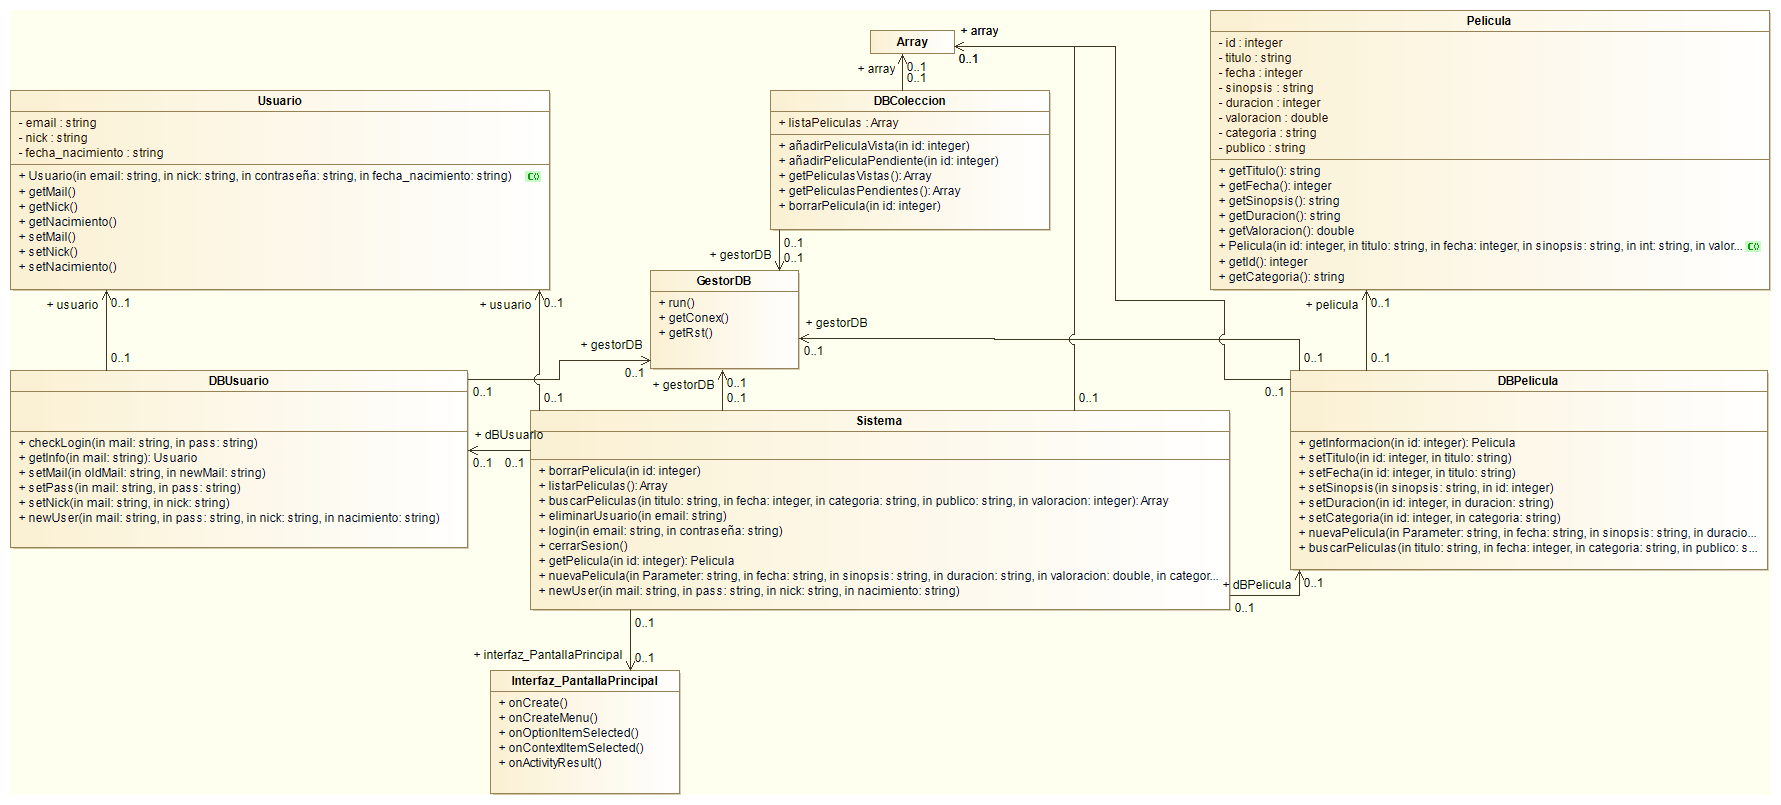 Array
+ array
0..1
+ array
0..1
0..1
Pelicula
- id : integer
- titulo : string
- fecha : integer
- sinopsis : string
- duracion : integer
- valoracion : double
- categoria : string
- publico : string
+ getTitulo(): string
+ getFecha(): integer
+ getSinopsis(): string
+ getDuracion(): string
+ getValoracion(): double
+ Pelicula(in id: integer, in titulo: string, in fecha: integer, in sinopsis: string, in int: string, in valor... C()
+ getId(): integer
+ getCategoria(): string
Usuario
- email : string
- nick : string
- fecha_nacimiento : string
+ Usuario(in email: string, in nick: string, in contraseña: string, in fecha_nacimiento: string) C()
+ getMail()
+ getNick()
+ getNacimiento()
+ setMail()
+ setNick()
+ setNacimiento()
DBColeccion
+ listaPeliculas : Array
+ añadirPeliculaVista(in id: integer)
+ añadirPeliculaPendiente(in id: integer)
+ getPeliculasVistas(): Array
+ getPeliculasPendientes(): Array
+ borrarPelicula(in id: integer)
0..1
+ gestorDB
0..1
GestorDB
+ run()
+ getConex()
+ getRst()
+ usuario
0..1
0..1
+ usuario
0..1
0..1
+ gestorDB
0..1
0..1
+ gestorDB
0..1
0..1
+ gestorDB
0..1
0..1
+ pelicula
0..1
0..1
0..1
0..1
DBUsuario
+ checkLogin(in mail: string, in pass: string)
+ getInfo(in mail: string): Usuario
+ setMail(in oldMail: string, in newMail: string)
+ setPass(in mail: string, in pass: string)
+ setNick(in mail: string, in nick: string)
+ newUser(in mail: string, in pass: string, in nick: string, in nacimiento: string)
+ dBUsuario
0..1
0..1
Sistema
+ borrarPelicula(in id: integer)
+ listarPeliculas(): Array
+ buscarPeliculas(in titulo: string, in fecha: integer, in categoria: string, in publico: string, in valoracion: integer): Array
+ eliminarUsuario(in email: string)
+ login(in email: string, in contraseña: string)
+ cerrarSesion()
+ getPelicula(in id: integer): Pelicula
+ nuevaPelicula(in Parameter: string, in fecha: string, in sinopsis: string, in duracion: string, in valoracion: double, in categor...
+ newUser(in mail: string, in pass: string, in nick: string, in nacimiento: string)
DBPelicula
+ getInformacion(in id: integer): Pelicula
+ setTitulo(in id: integer, in titulo: string)
+ setFecha(in id: integer, in titulo: string)
+ setSinopsis(in sinopsis: string, in id: integer)
+ setDuracion(in id: integer, in duracion: string)
+ setCategoria(in id: integer, in categoria: string)
+ nuevaPelicula(in Parameter: string, in fecha: string, in sinopsis: string, in duracio...
+ buscarPeliculas(in titulo: string, in fecha: integer, in categoria: string, in publico: s...
+ dBPelicula
0..1
0..1
0..1
+ interfaz_PantallaPrincipal
0..1
Interfaz_PantallaPrincipal
+ onCreate()
+ onCreateMenu()
+ onOptionItemSelected()
+ onContextItemSelected()
+ onActivityResult()